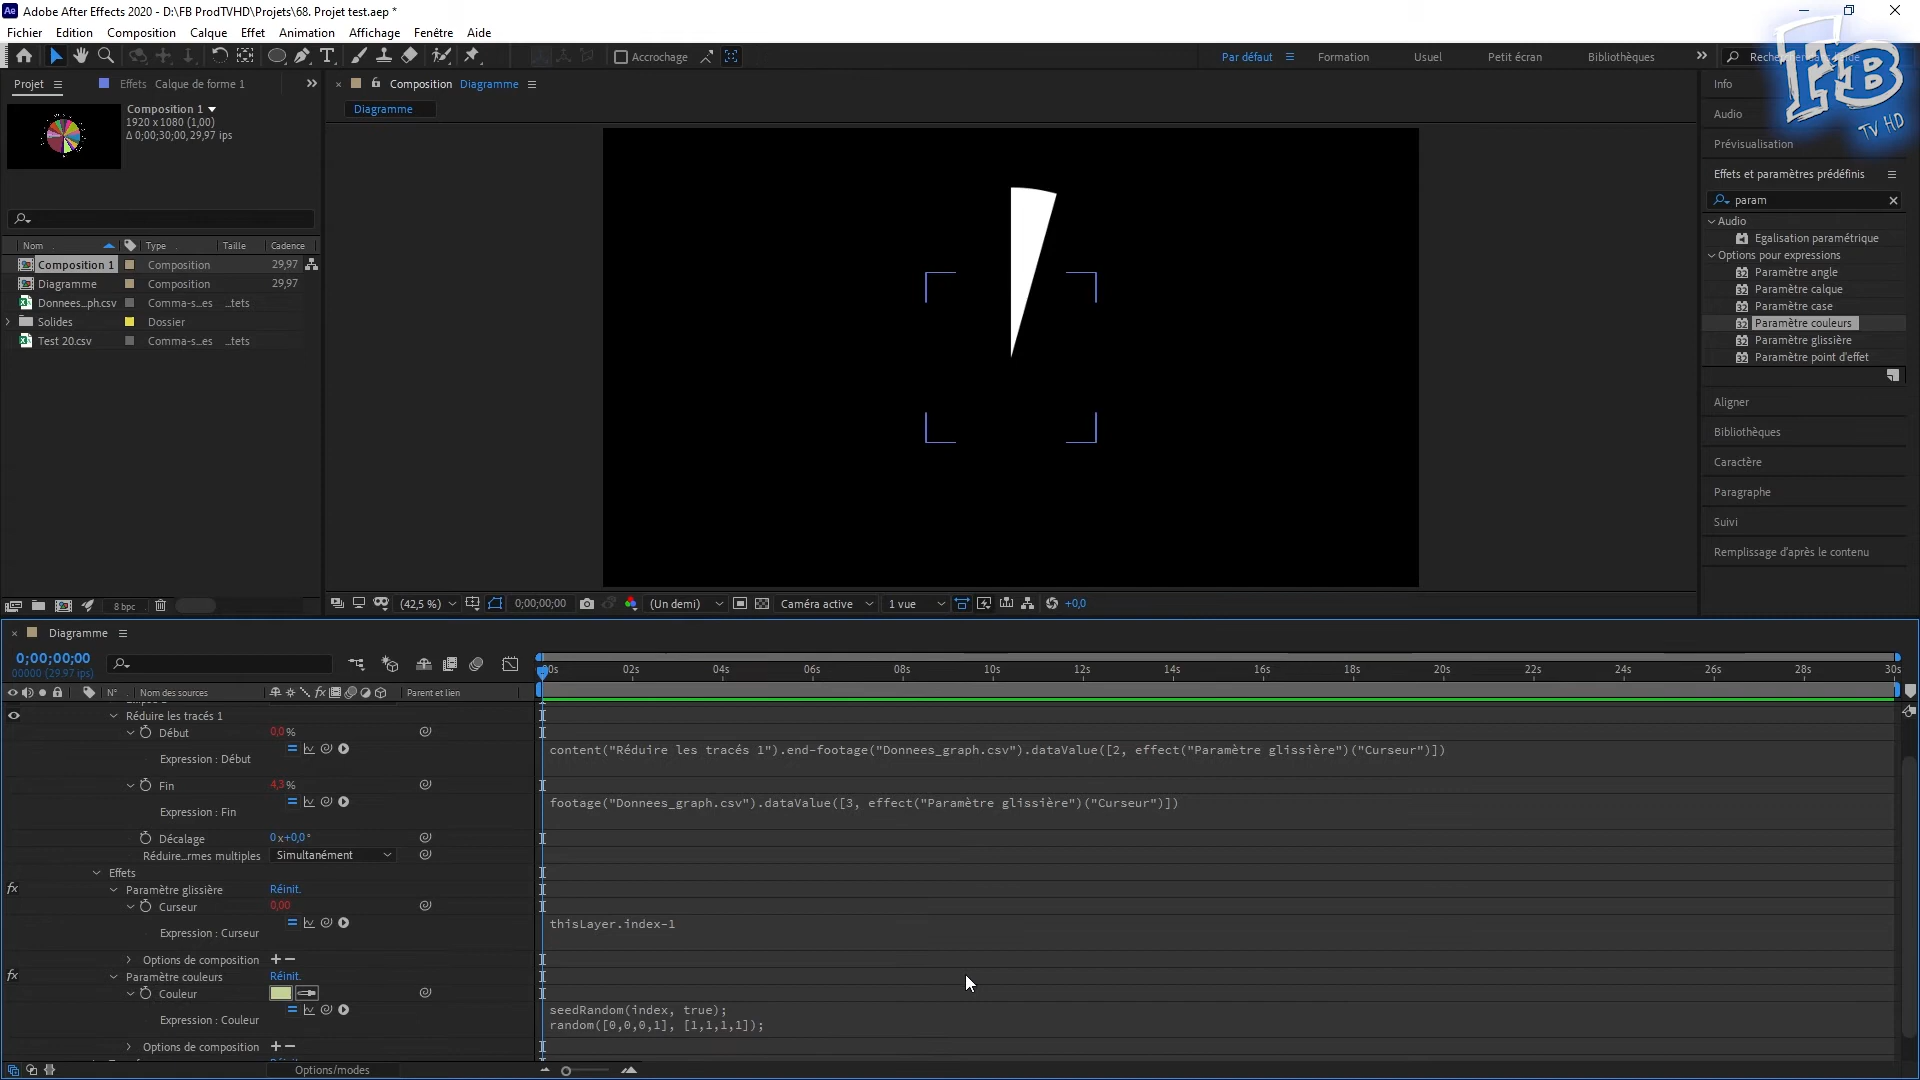 Adobe After Effects 2020 - D:\FB ProdTVHD\Projets\68. Projet test.aep *
Fichier Edition Composition Calque Effet Animation Affichage Fenêtre Aide
Accrochage
Par défaut Formation Usuel Petit écran Bibliothèques
FB
TV HD
Projet Effets Calque de forme 1
Composition Diagramme
Info
Composition 1
1920 x 1080 (1,00)
Δ 0;00;30;00, 29,97 ips
Diagramme
Audio
Prévisualisation
Effets et paramètres prédéfinis
param
Audio
Egalisation paramétrique
Options pour expressions
Paramètre angle
Paramètre calque
Paramètre case
Paramètre couleurs
Paramètre glissière
Paramètre point d'effet
Aligner
Bibliothèques
Caractère
Paragraphe
Suivi
Remplissage d'après le contenu
Nom Type Taille Cadence
Composition 1 Composition 29,97
Diagramme Composition 29,97
Donnees...ph.csv Comma-s...es ...tets
Solides Dossier
Test 20.csv Comma-s...es ...tets
8 bpc
(42,5 %) 0;00;00;00 (Un demi) Caméra active 1 vue +0,0
Diagramme
0;00;00;00
00000 (29.97 ips)
00s 02s 04s 06s 08s 10s 12s 14s 16s 18s 20s 22s 24s 26s 28s 30s
N° Nom des sources Parent et lien
Réduire les tracés 1
Début 0,0 %
Expression : Début
content("Réduire les tracés 1").end-footage("Donnees_graph.csv").dataValue([2, effect("Paramètre glissière")("Curseur")])
Fin 4,3 %
Expression : Fin
footage("Donnees_graph.csv").dataValue([3, effect("Paramètre glissière")("Curseur")])
Décalage 0 x+0,0 °
Réduire...rmes multiples Simultanément
Effets
fx Paramètre glissière Réinit.
Curseur 0,00
Expression : Curseur
thisLayer.index-1
Options de composition + −
fx Paramètre couleurs Réinit.
Couleur
Expression : Couleur
seedRandom(index, true);
random([0,0,0,1], [1,1,1,1]);
Options de composition + −
Options/modes